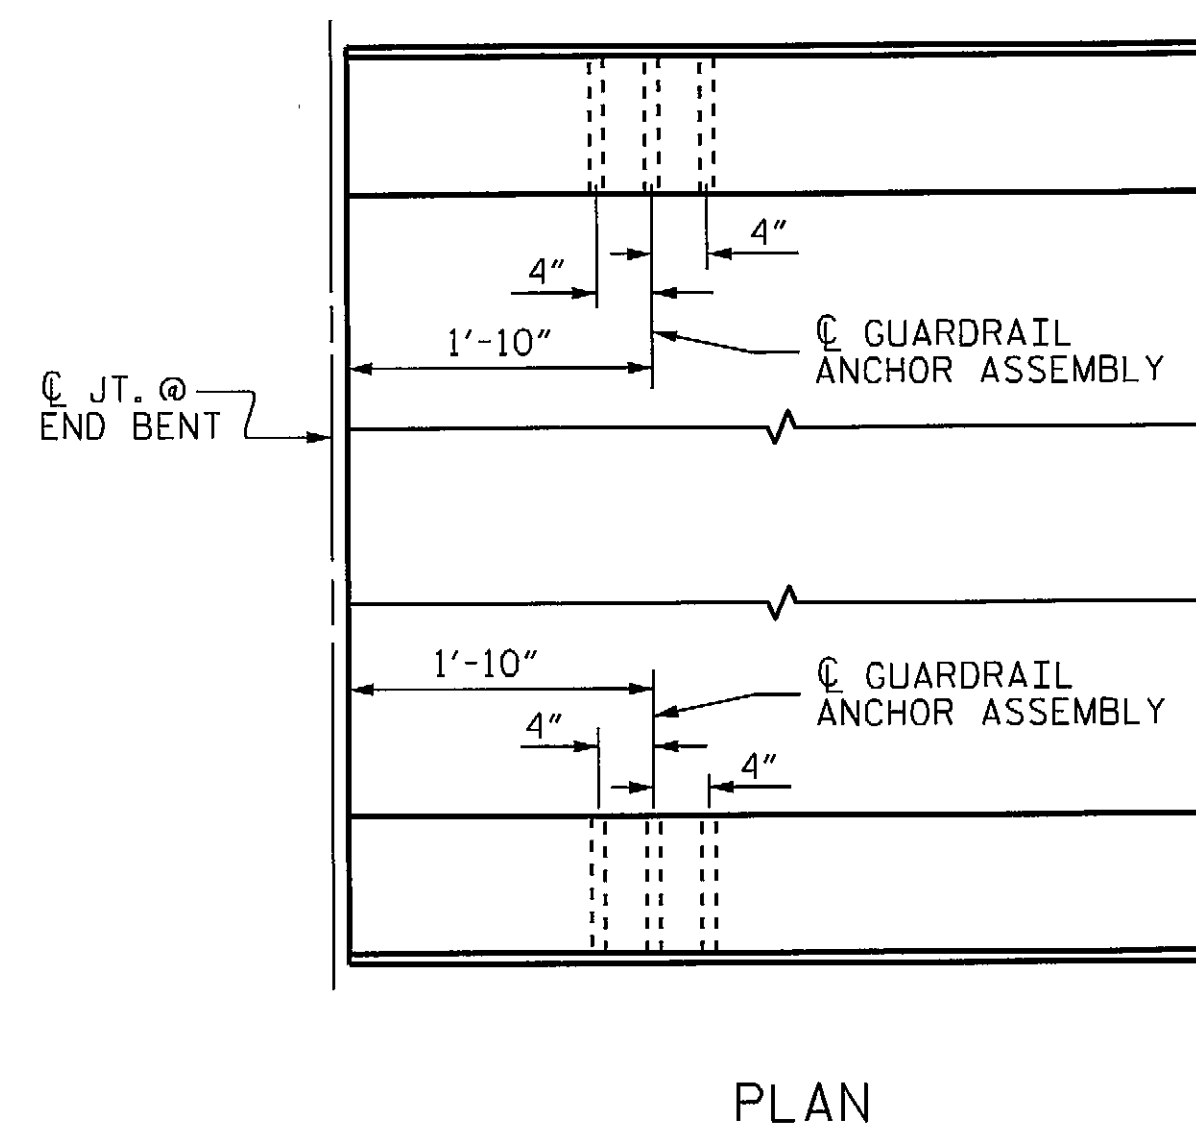 4"
4"
℄ GUARDRAIL
ANCHOR ASSEMBLY
1'-10"
℄ JT. @
END BENT
1'-10"
℄ GUARDRAIL
ANCHOR ASSEMBLY
4"
4"
PLAN